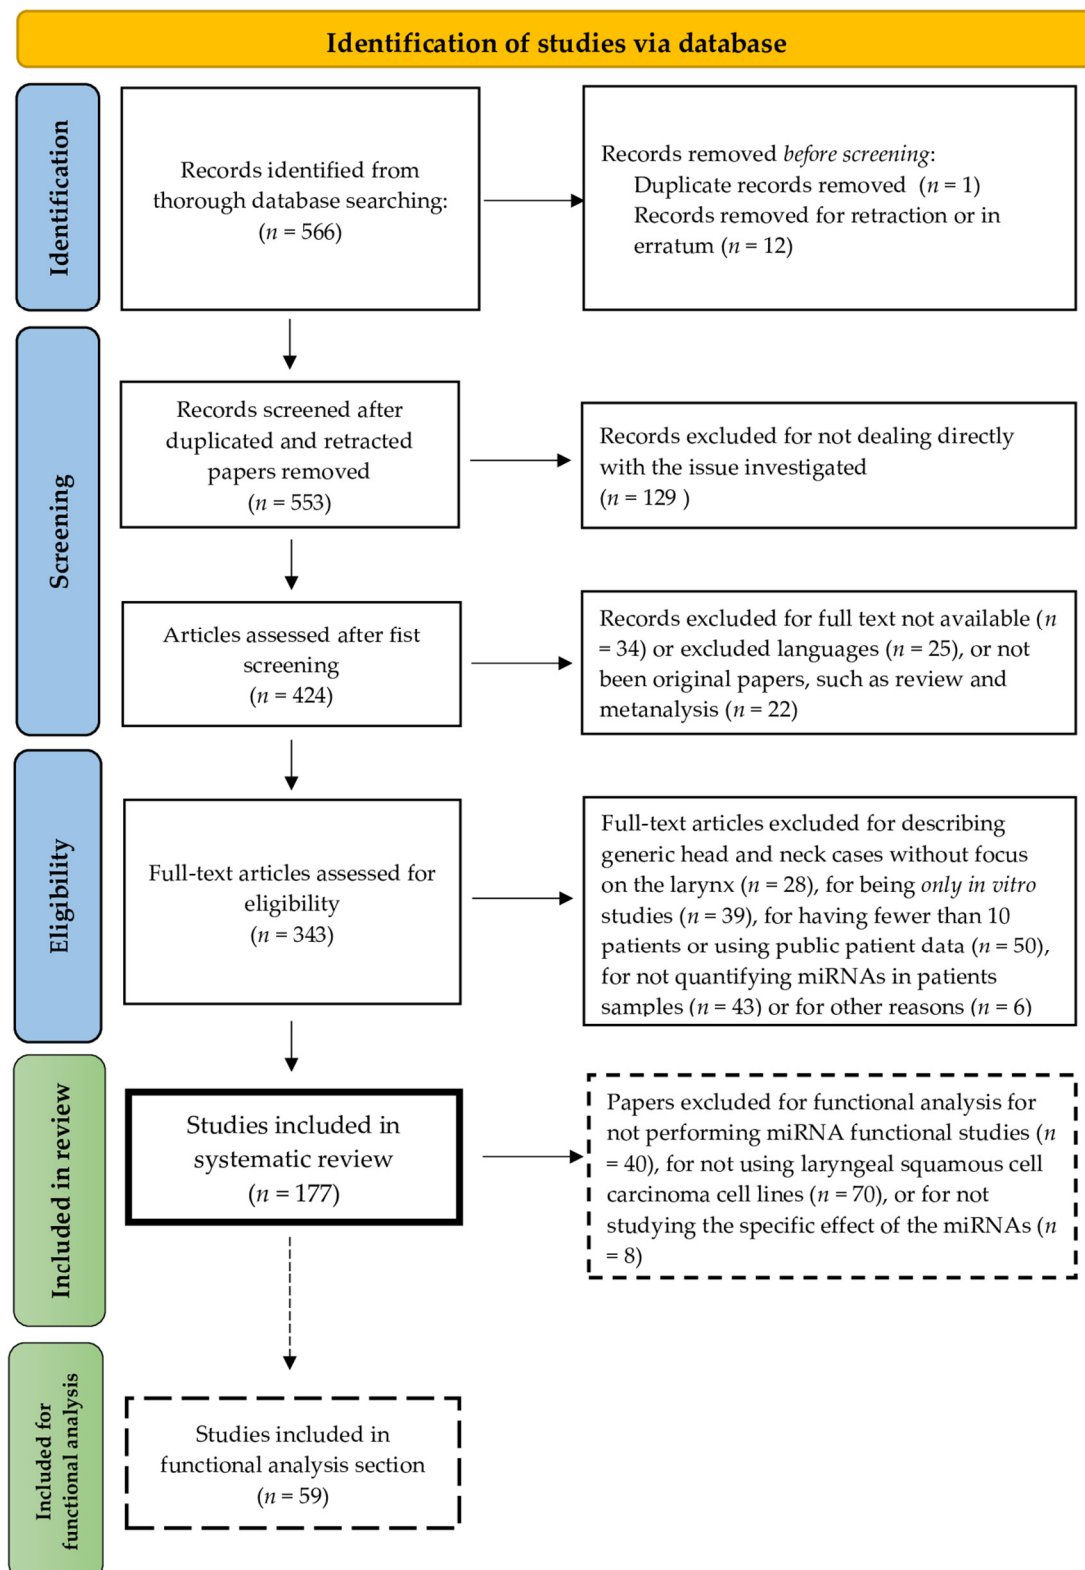 Identification of studies via database
Identification
Records identified from
thorough database searching:
(n = 566)
Records removed before screening:
Duplicate records removed (n = 1)
Records removed for retraction or in
erratum (n = 12)
Screening
Records screened after
duplicated and retracted
papers removed
(n = 553)
Records excluded for not dealing directly
with the issue investigated
(n = 129 )
Articles assessed after fist
screening
(n = 424)
Records excluded for full text not available (n
= 34) or excluded languages (n = 25), or not
been original papers, such as review and
metanalysis (n = 22)
Eligibility
Full-text articles assessed for
eligibility
(n = 343)
Full-text articles excluded for describing
generic head and neck cases without focus
on the larynx (n = 28), for being only in vitro
studies (n = 39), for having fewer than 10
patients or using public patient data (n = 50),
for not quantifying miRNAs in patients
samples (n = 43) or for other reasons (n = 6)
Included in review
Studies included in
systematic review
(n = 177)
Papers excluded for functional analysis for
not performing miRNA functional studies (n
= 40), for not using laryngeal squamous cell
carcinoma cell lines (n = 70), or for not
studying the specific effect of the miRNAs (n
= 8)
Included for
functional analysis
Studies included in
functional analysis section
(n = 59)